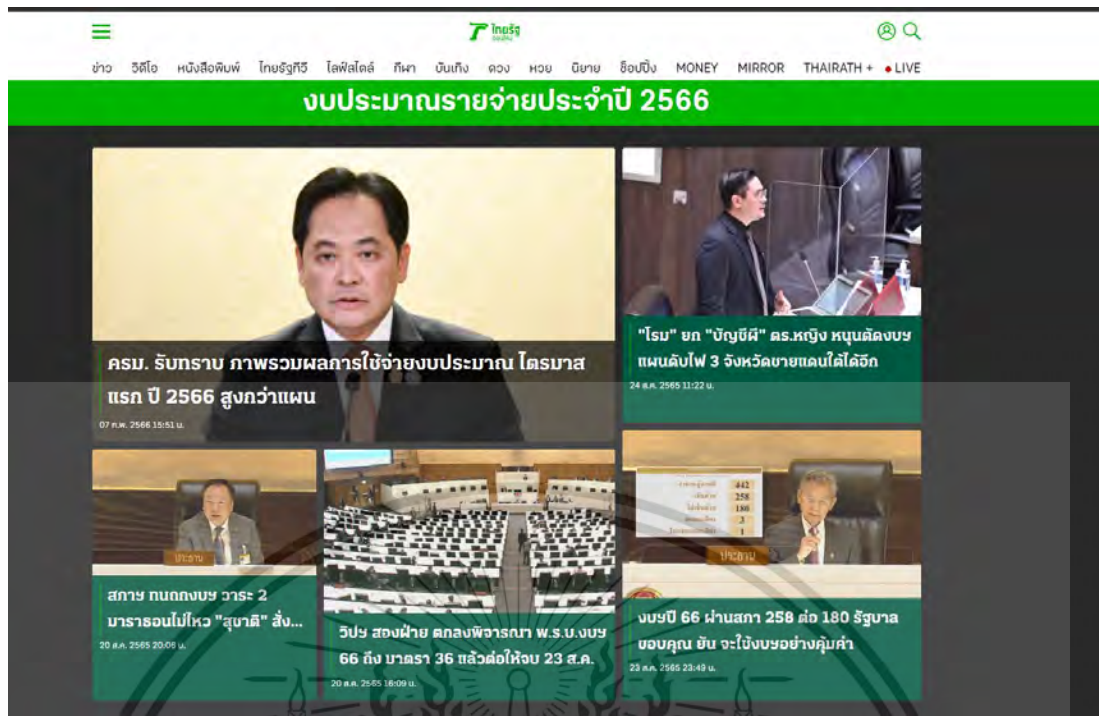 ไทยรัฐ
ออนไลน์
ข่าว วิดีโอ หนังสือพิมพ์ ไทยรัฐทีวี ไลฟ์สไตล์ กีฬา บันเทิง ดวง หวย นิยาย ช็อปปิ้ง MONEY MIRROR THAIRATH + LIVE
งบประมาณรายจ่ายประจำปี 2566
ครม. รับทราบ ภาพรวมผลการใช้จ่ายงบประมาณ ไตรมาส
แรก ปี 2566 สูงกว่าแผน
07 ก.พ. 2566 15:51 น.
"โรม" ยก "บัญชีผี" ตร.หญิง หนุนตัดงบฯ
แผนดับไฟ 3 จังหวัดชายแดนใต้ได้อีก
24 ส.ค. 2565 11:22 น.
ประธาน
สภาฯ ถนถกงบฯ วาระ 2
มาราธอนไม่ไหว "สุชาติ" สั่ง...
20 ส.ค. 2565 20:06 น.
วิปฯ สองฝ่าย ตกลงพิจารณา พ.ร.บ.งบฯ
66 ถึง มาตรา 36 แล้วต่อให้จบ 23 ส.ค.
20 ส.ค. 2565 16:09 น.
442
258
180
3
1
ประธาน
งบฯปี 66 ผ่านสภา 258 ต่อ 180 รัฐบาล
ขอบคุณ ยัน จะใช้งบฯอย่างคุ้มค่า
23 ส.ค. 2565 23:49 น.